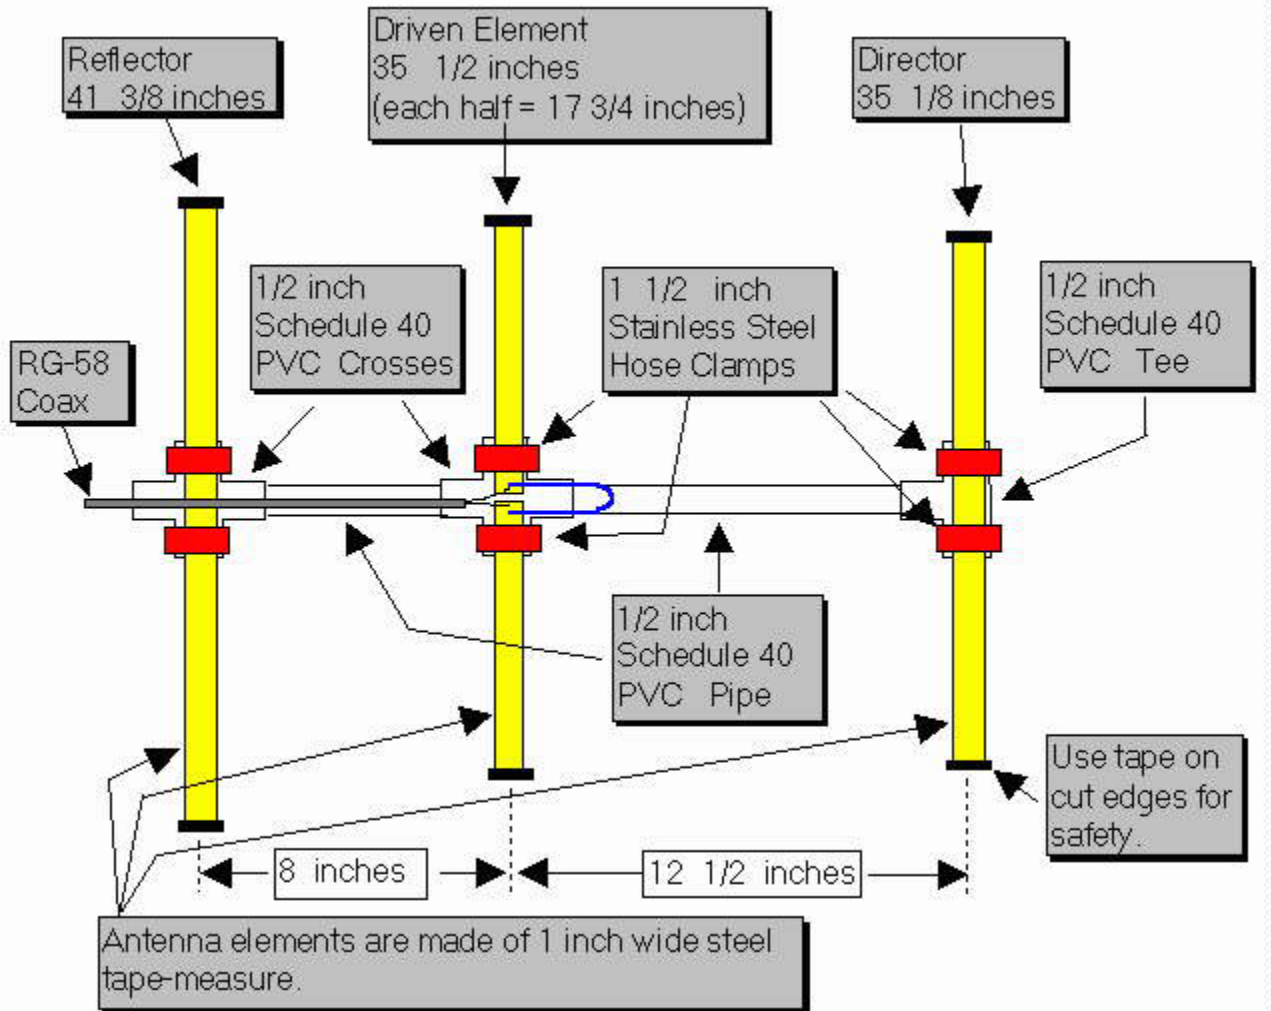 Reflector
41 3/8 inches
Driven Element
35 1/2 inches
(each half = 17 3/4 inches)
Director
35 1/8 inches
RG-58
Coax
1/2 inch
Schedule 40
PVC Crosses
1 1/2 inch
Stainless Steel
Hose Clamps
1/2 inch
Schedule 40
PVC Tee
1/2 inch
Schedule 40
PVC Pipe
Use tape on
cut edges for
safety.
8 inches
12 1/2 inches
Antenna elements are made of 1 inch wide steel
tape-measure.